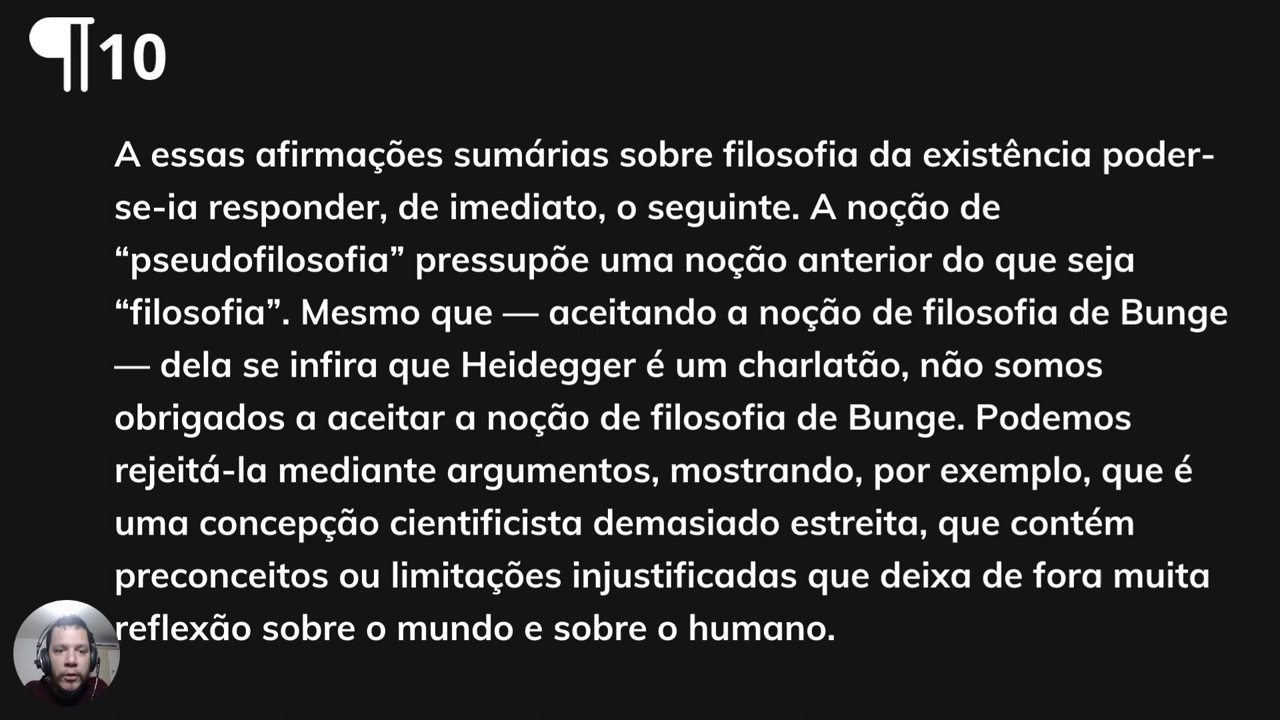 ¶10
A essas afirmações sumárias sobre filosofia da existência poder-
se-ia responder, de imediato, o seguinte. A noção de
“pseudofilosofia” pressupõe uma noção anterior do que seja
“filosofia”. Mesmo que — aceitando a noção de filosofia de Bunge
— dela se infira que Heidegger é um charlatão, não somos
obrigados a aceitar a noção de filosofia de Bunge. Podemos
rejeitá-la mediante argumentos, mostrando, por exemplo, que é
uma concepção cientificista demasiado estreita, que contém
preconceitos ou limitações injustificadas que deixa de fora muita
reflexão sobre o mundo e sobre o humano.